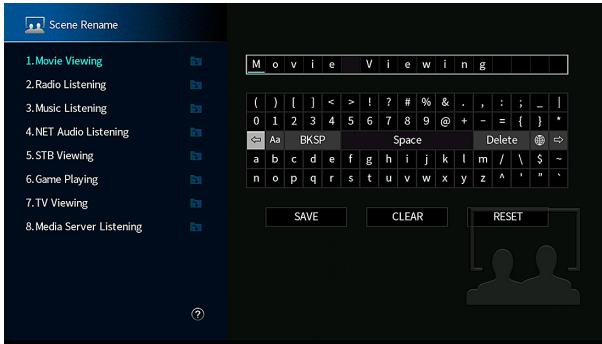 Scene Rename
1.Movie Viewing
2.Radio Listening
3.Music Listening
4.NET Audio Listening
5.STB Viewing
6.Game Playing
7.TV Viewing
8.Media Server Listening
?
Movie Viewing
( ) [ ] < > ! ? # % & . , : ; _ |
0 1 2 3 4 5 6 7 8 9 @ + - = { } *
⇦ Aa BKSP Space Delete ⇨
a b c d e f g h i j k l m / \ $ ~
n o p q r s t u v w x y z ^ ' " `
SAVE CLEAR RESET